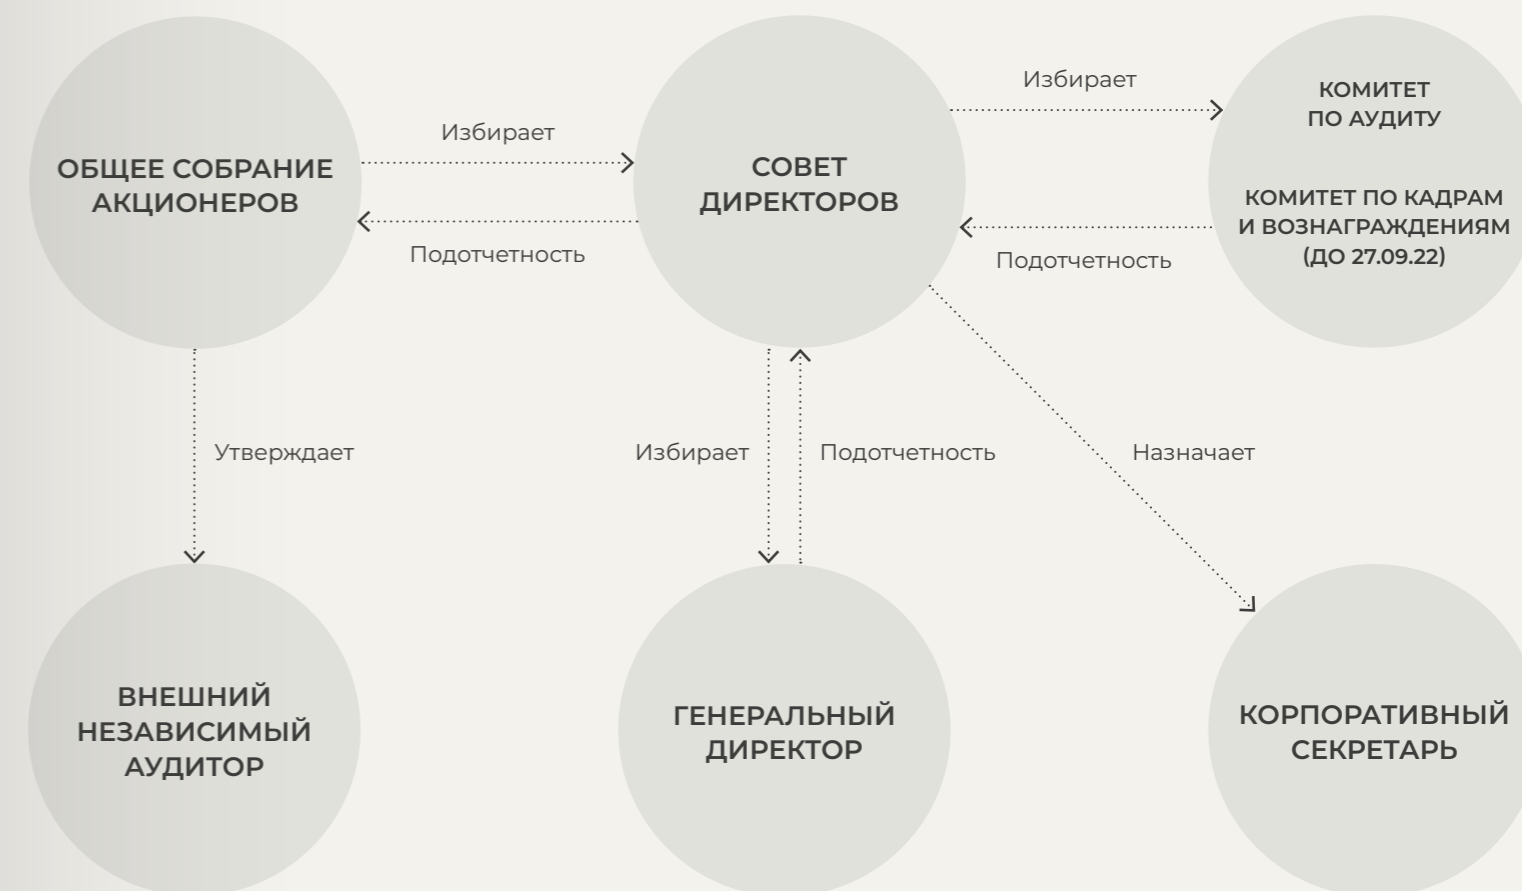 Избирает
КОМИТЕТ
ПО АУДИТУ
Избирает
ОБЩЕЕ СОБРАНИЕ
АКЦИОНЕРОВ
СОВЕТ
ДИРЕКТОРОВ
КОМИТЕТ ПО КАДРАМ
И ВОЗНАГРАЖДЕНИЯМ
(ДО 27.09.22)
Подотчетность
Подотчетность
Утверждает
Избирает
Подотчетность
Назначает
ВНЕШНИЙ
НЕЗАВИСИМЫЙ
АУДИТОР
ГЕНЕРАЛЬНЫЙ
ДИРЕКТОР
КОРПОРАТИВНЫЙ
СЕКРЕТАРЬ